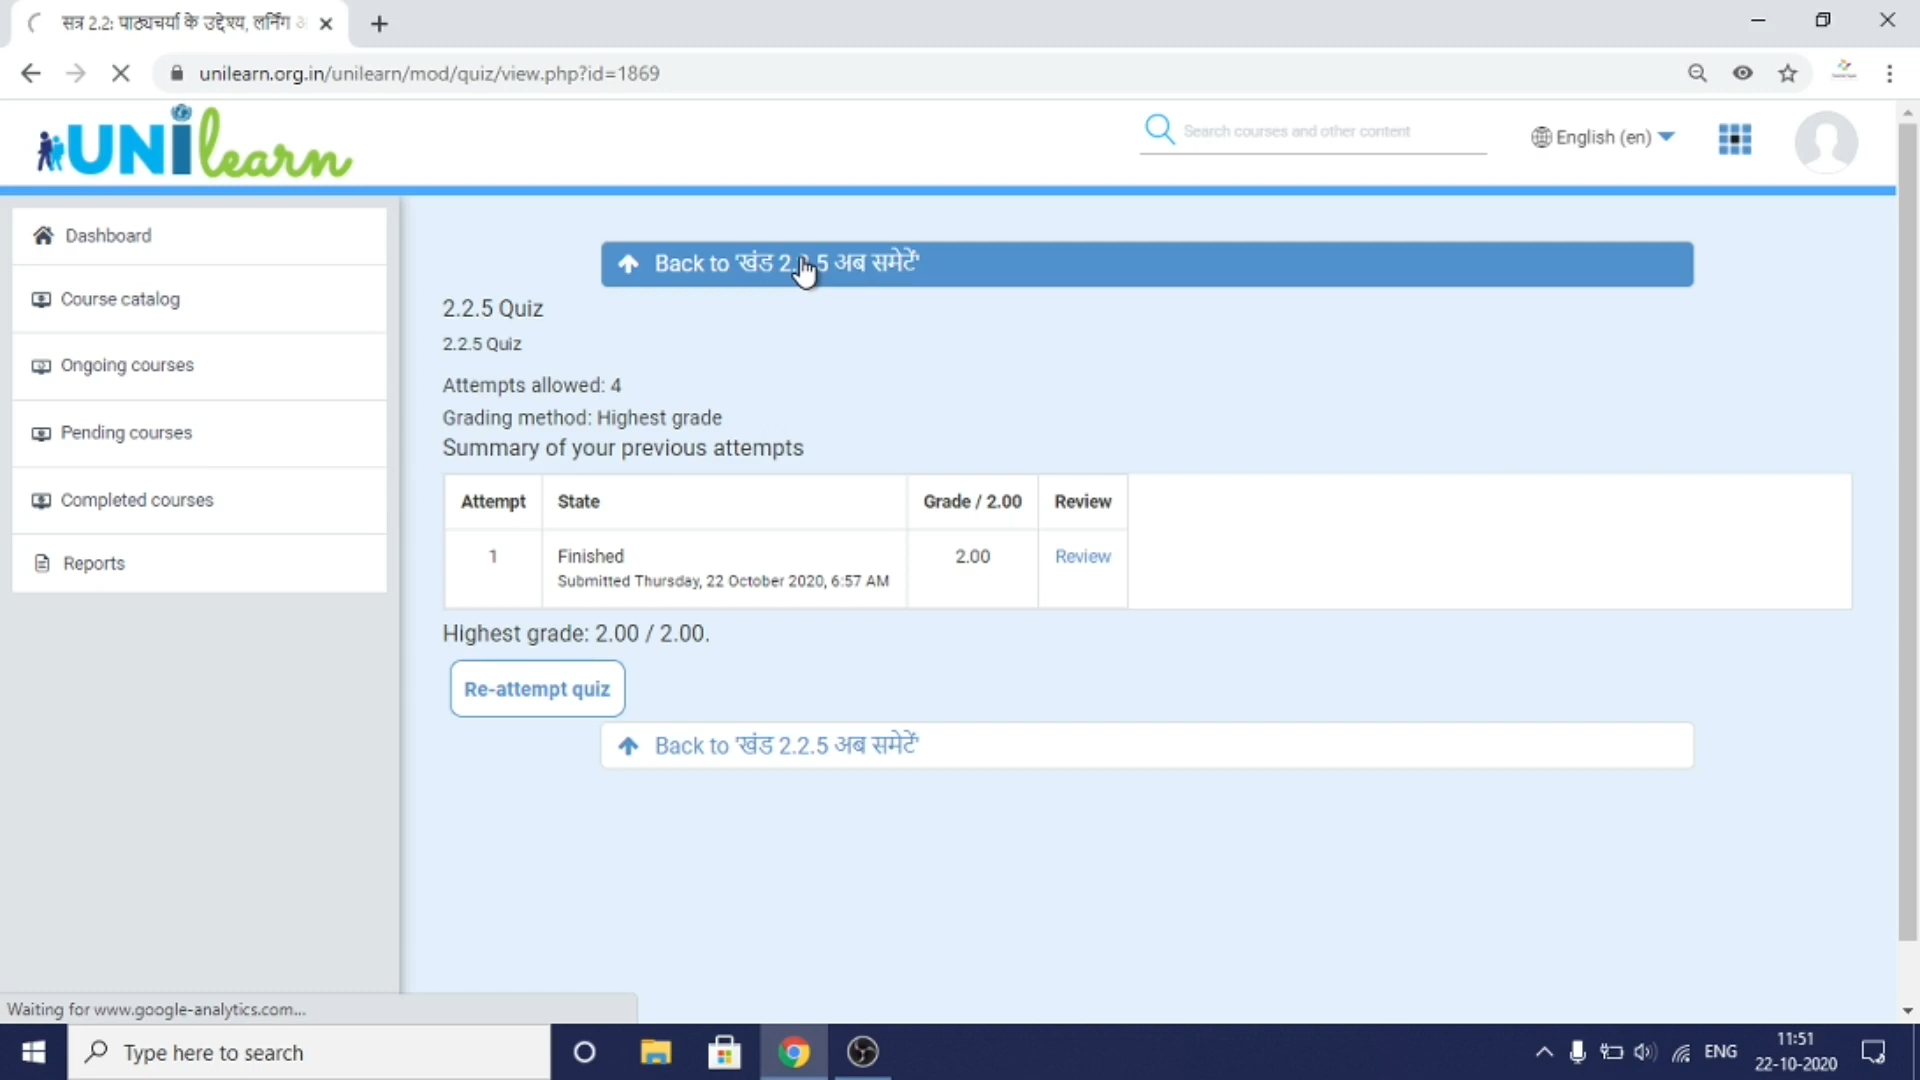 सत्र 2.2: पाठ्यचर्या के उद्देश्य, लर्निंग
unilearn.org.in/unilearn/mod/quiz/view.php?id=1869
UNilearn
Search courses and other content
English (en)
Dashboard
Course catalog
Ongoing courses
Pending courses
Completed courses
Reports
Back to 'खंड 2.2.5 अब समेटें'
2.2.5 Quiz
2.2.5 Quiz
Attempts allowed: 4
Grading method: Highest grade
Summary of your previous attempts
Attempt State Grade / 2.00 Review
1 Finished 2.00 Review
Submitted Thursday, 22 October 2020, 6:57 AM
Highest grade: 2.00 / 2.00.
Re-attempt quiz
Back to 'खंड 2.2.5 अब समेटें'
Waiting for www.google-analytics.com...
Type here to search
ENG
11:51
22-10-2020